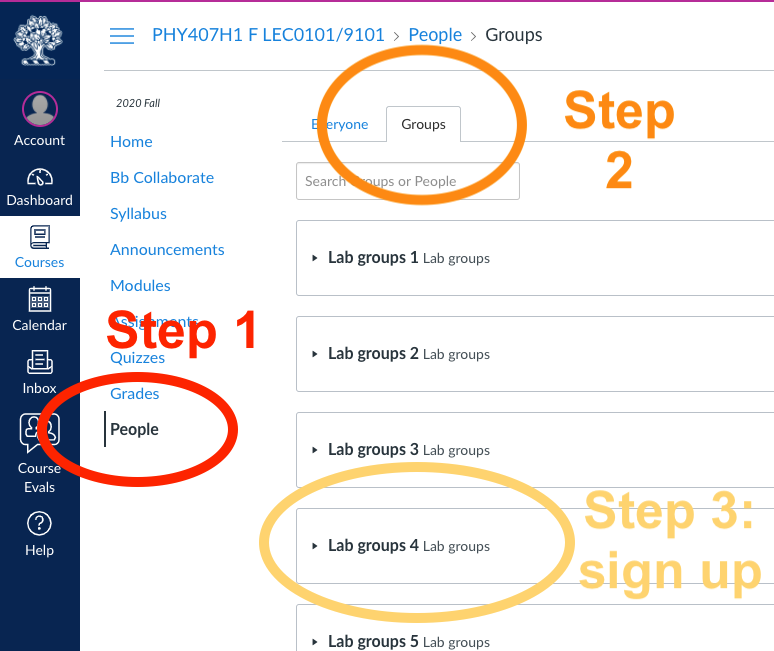 PHY407H1 F LEC0101/9101 > People > Groups
2020 Fall
Account
Dashboard
Courses
Calendar
Inbox
Course
Evals
Help
Home
Bb Collaborate
Syllabus
Announcements
Modules
Assignments
Quizzes
Grades
People
Step 1
Everyone
Groups
Step
2
Search Groups or People
Lab groups 1 Lab groups
Lab groups 2 Lab groups
Lab groups 3 Lab groups
Lab groups 4 Lab groups
Step 3:
sign up
Lab groups 5 Lab groups